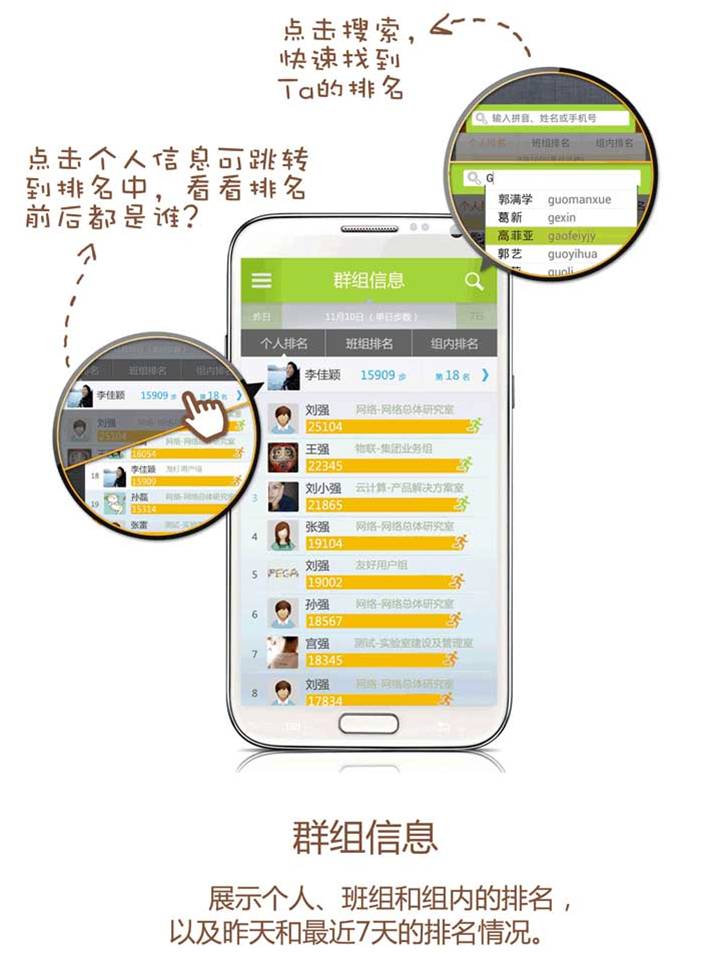 点击搜索，
快速找到
Ta的排名
输入拼音、姓名或手机号
个人排名 班组排名 组内排名
G
郭满学 guomanxue
葛新 gexin
高菲亚 gaofeiyjy
郭艺 guoyihua
guoli
点击个人信息可跳转
到排名中，看看排名
前后都是谁？
班组排名 组内排名
李佳颖 15909 步 第 18 名
刘强
25104
网络-网络总体研究室
18054
18 李佳颖 友好用户组
15909
19 孙磊 网络-网络总体研究室
15314
张雷
群组信息
昨日 11月10日（单日步数） 7日
个人排名 班组排名 组内排名
李佳颖 15909 步 第 18 名
刘强 网络-网络总体研究室
25104
王强 物联-集团业务组
22345
3 刘小强 云计算-产品解决方案室
21865
4 张强 网络-网络总体研究室
19104
5 刘强 友好用户组
19002
6 孙强 网络-网络总体研究室
18567
7 宫强 测试-实验室建设及管理室
18345
8 刘强 网络-网络总体研究室
17834
群组信息
展示个人、班组和组内的排名，
以及昨天和最近7天的排名情况。